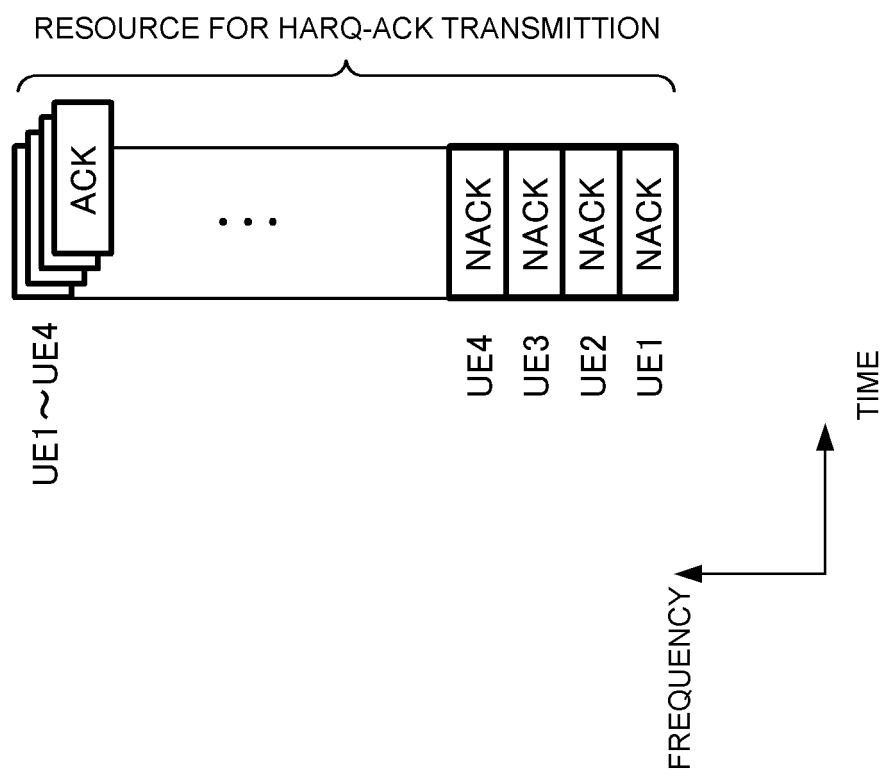 RESOURCE FOR HARQ-ACK TRANSMITTION
ACK
...
NACK
NACK
NACK
NACK
UE1～UE4
UE4
UE3
UE2
UE1
TIME
FREQUENCY